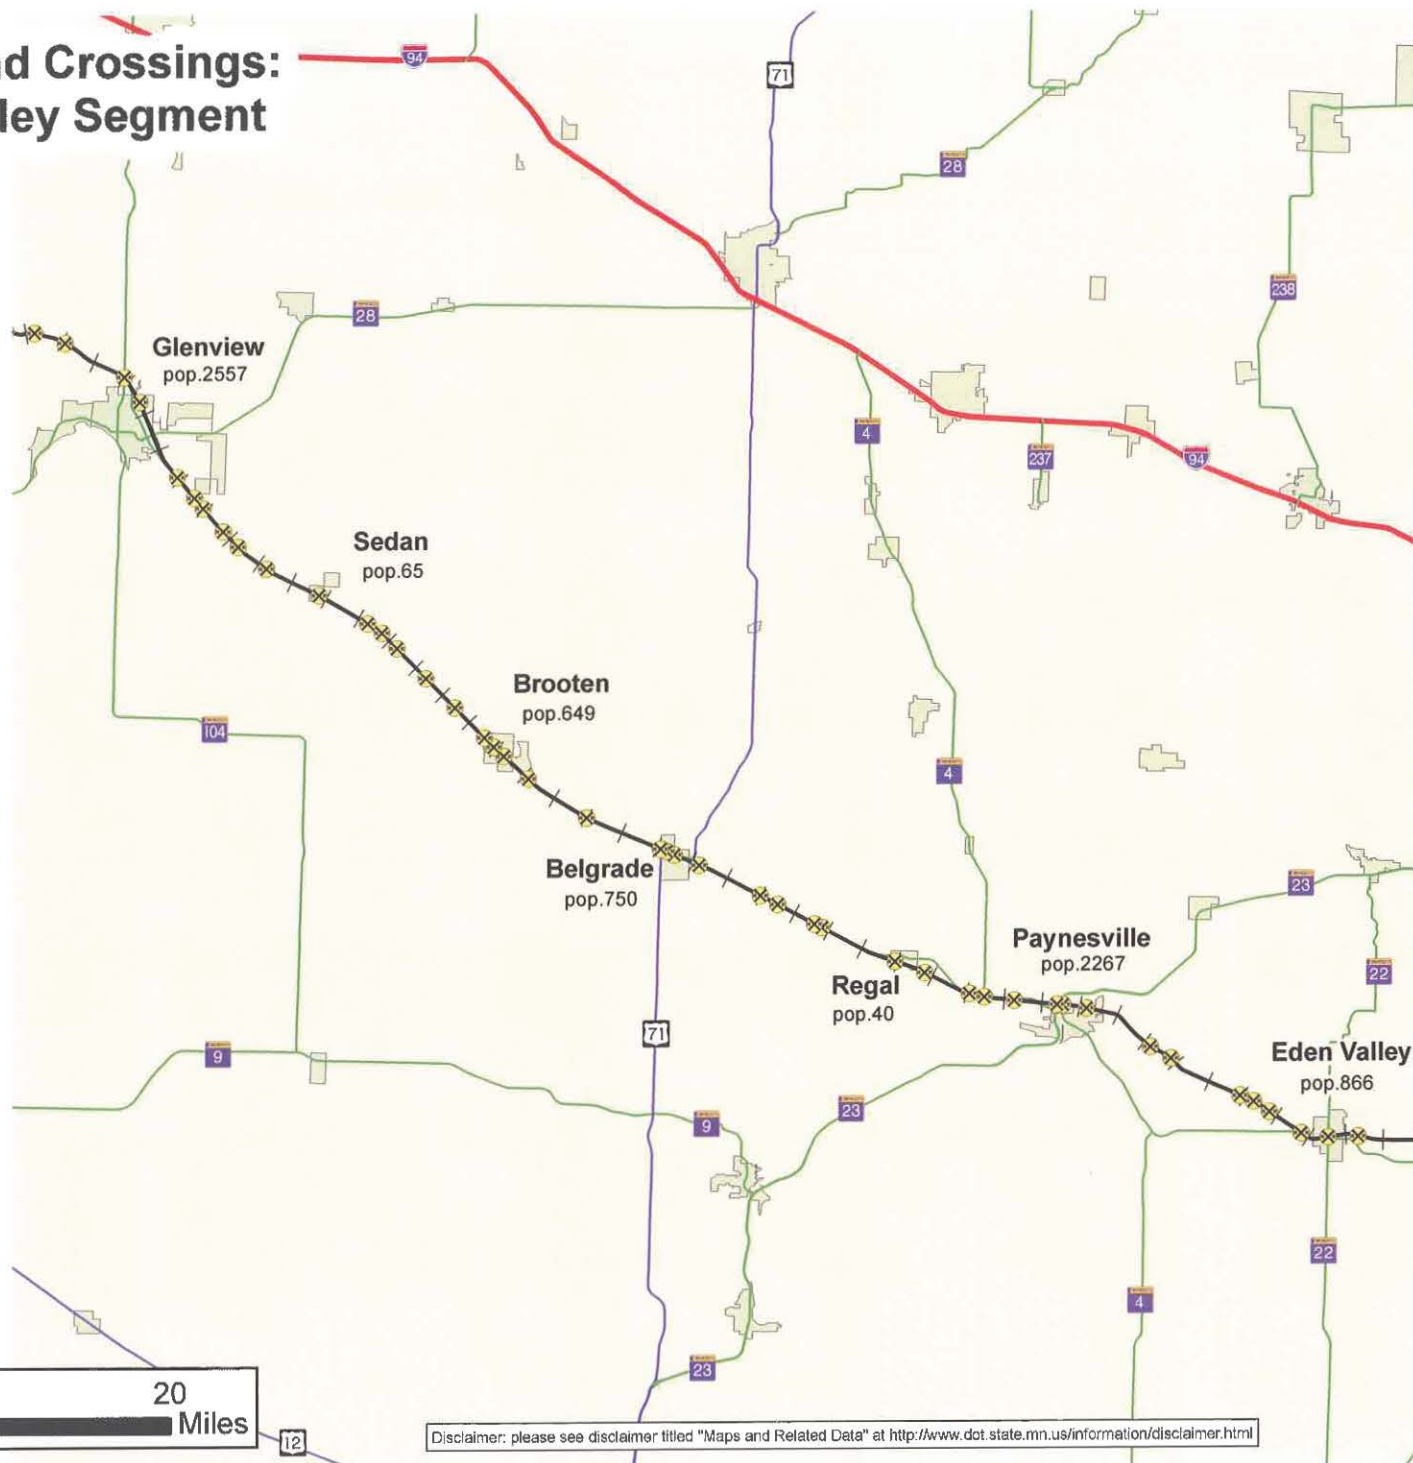 nd Crossings:
ley Segment
94
71
28
28
238
Glenview
pop.2557
4
237
94
Sedan
pop.65
Brooten
pop.649
104
4
Belgrade
pop.750
23
Paynesville
pop.2267
22
Regal
pop.40
71
9
Eden Valley
pop.866
23
9
22
4
23
20
Miles
12
Disclaimer: please see disclaimer titled "Maps and Related Data" at http://www.dot.state.mn.us/information/disclaimer.html